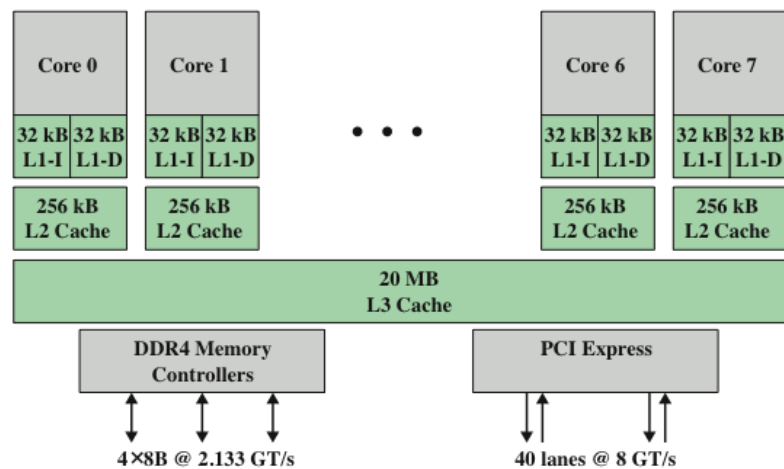 Core 0
Core 1
Core 6
Core 7
32 kB 32 kB
L1-I L1-D
32 kB 32 kB
L1-I L1-D
32 kB 32 kB
L1-I L1-D
32 kB 32 kB
L1-I L1-D
256 kB
L2 Cache
256 kB
L2 Cache
256 kB
L2 Cache
256 kB
L2 Cache
20 MB
L3 Cache
DDR4 Memory
Controllers
PCI Express
4×8B @ 2.133 GT/s
40 lanes @ 8 GT/s